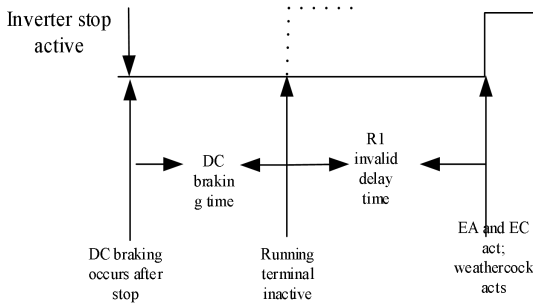 Inverter stop
active
DC
brakin
g time
R1
invalid
delay
time
DC braking
occurs after
stop
Running
terminal
inactive
EA and EC
act;
weathercock
acts